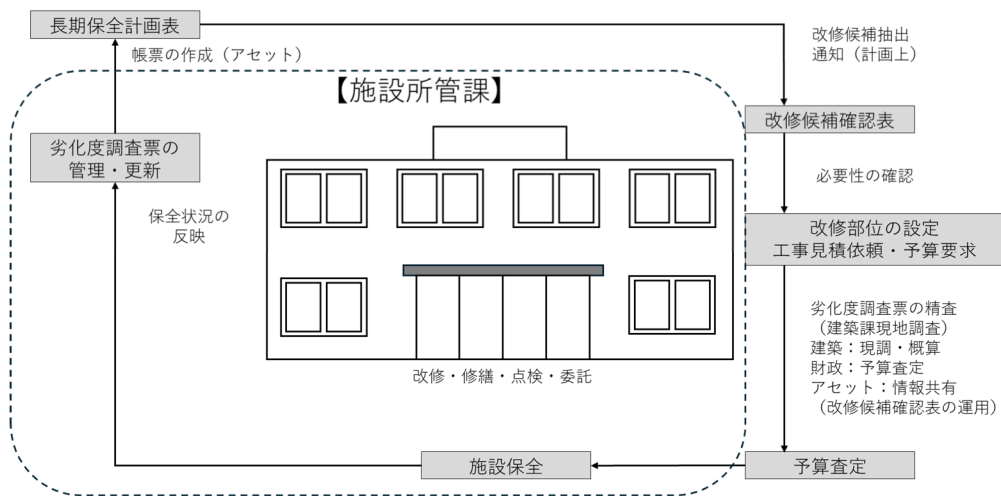 長期保全計画表
帳票の作成（アセット）
改修候補抽出
通知（計画上）
【施設所管課】
改修候補確認表
劣化度調査票の
管理・更新
必要性の確認
保全状況の
反映
改修部位の設定
工事見積依頼・予算要求
劣化度調査票の精査
（建築課現地調査）
建築：現調・概算
財政：予算査定
アセット：情報共有
（改修候補確認表の運用）
改修・修繕・点検・委託
施設保全
予算査定